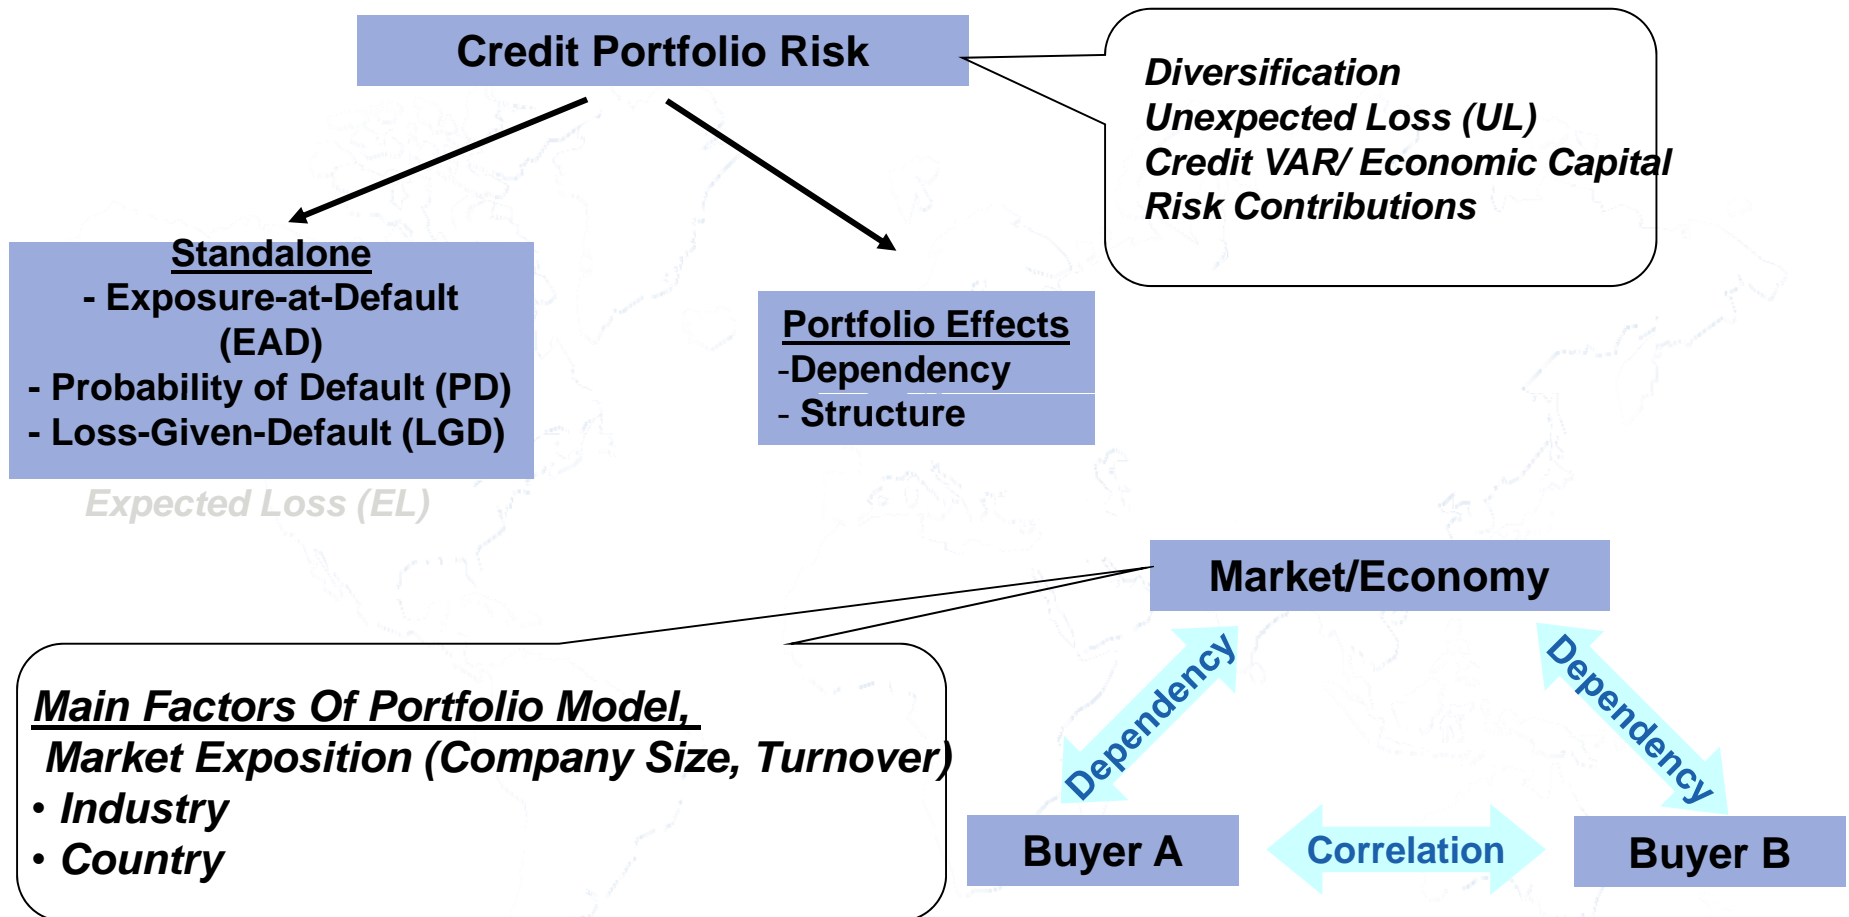 Credit Portfolio Risk
Diversification
Unexpected Loss (UL)
Credit VAR/ Economic Capital
Risk Contributions
Standalone
- Exposure-at-Default
(EAD)
- Probability of Default (PD)
- Loss-Given-Default (LGD)
Expected Loss (EL)
Portfolio Effects
-Dependency
- Structure
Market/Economy
Dependency
Dependency
Main Factors Of Portfolio Model,
Market Exposition (Company Size, Turnover)
• Industry
• Country
Buyer A
Correlation
Buyer B